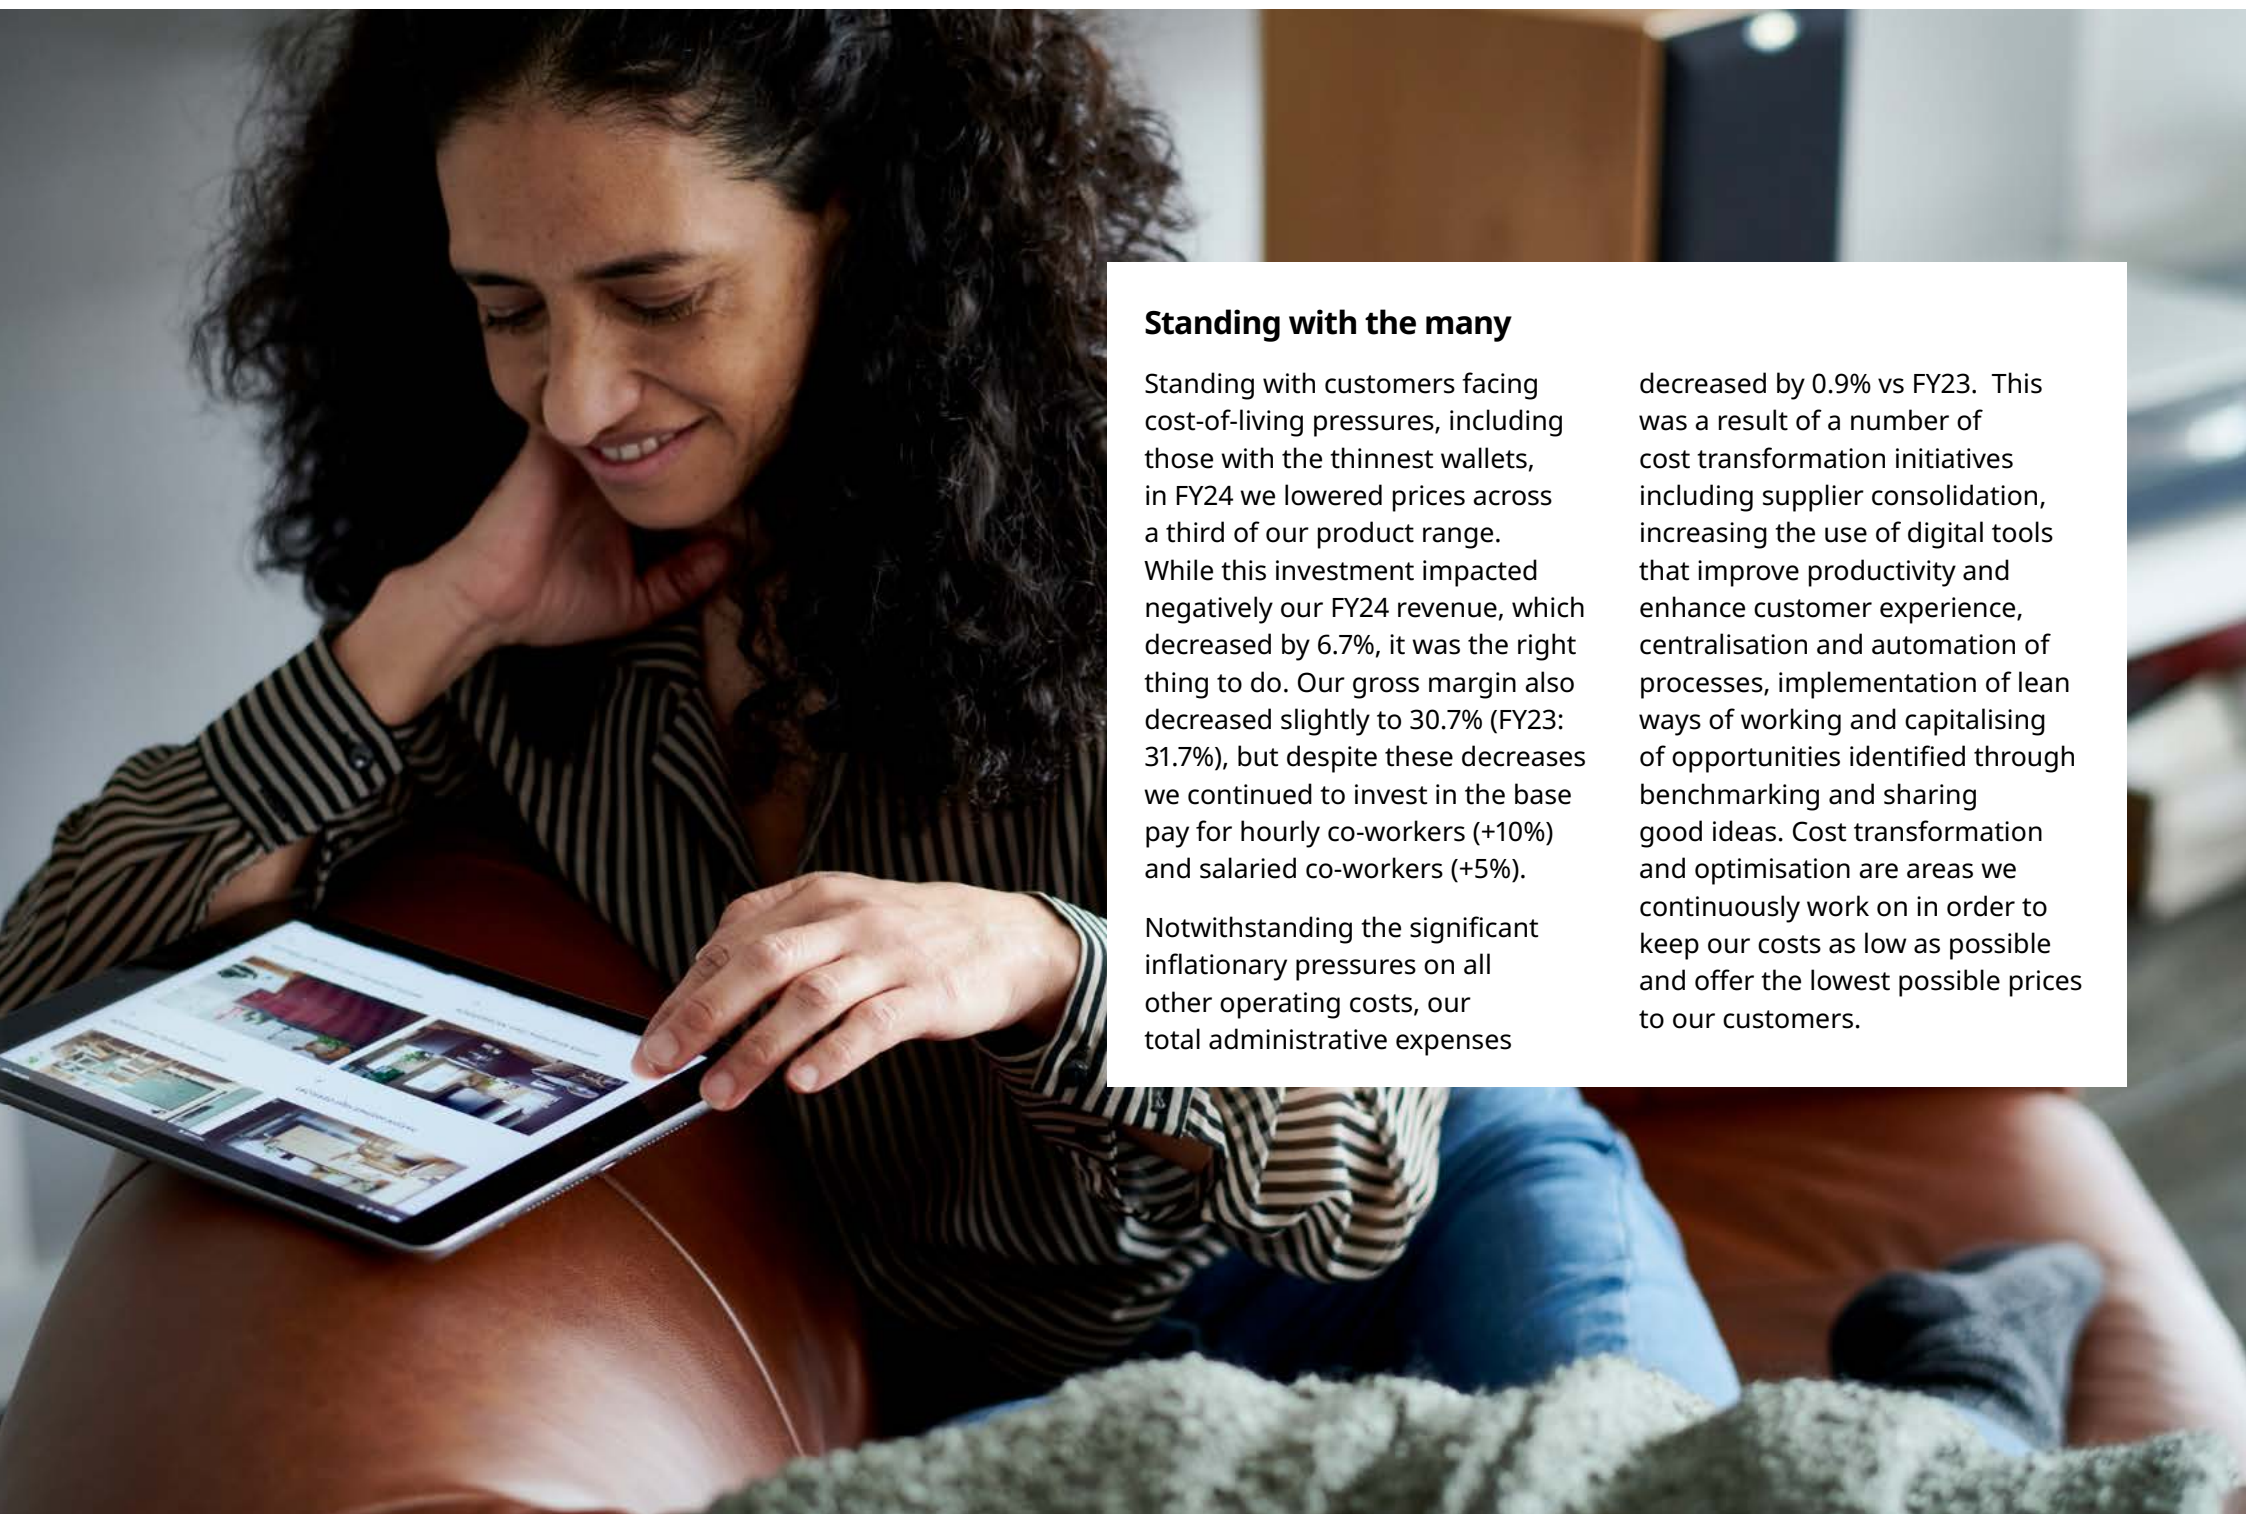 Standing with the many
Standing with customers facing
cost-of-living pressures, including
those with the thinnest wallets,
in FY24 we lowered prices across
a third of our product range.
While this investment impacted
negatively our FY24 revenue, which
decreased by 6.7%, it was the right
thing to do. Our gross margin also
decreased slightly to 30.7% (FY23:
31.7%), but despite these decreases
we continued to invest in the base
pay for hourly co-workers (+10%)
and salaried co-workers (+5%).
Notwithstanding the significant
inflationary pressures on all
other operating costs, our
total administrative expenses
decreased by 0.9% vs FY23.  This
was a result of a number of
cost transformation initiatives
including supplier consolidation,
increasing the use of digital tools
that improve productivity and
enhance customer experience,
centralisation and automation of
processes, implementation of lean
ways of working and capitalising
of opportunities identified through
benchmarking and sharing
good ideas. Cost transformation
and optimisation are areas we
continuously work on in order to
keep our costs as low as possible
and offer the lowest possible prices
to our customers.